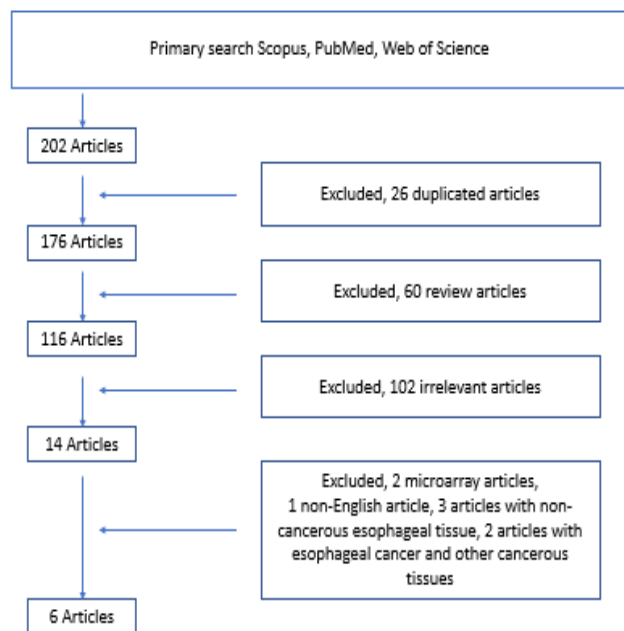 Primary search Scopus, PubMed, Web of Science
202 Articles
Excluded, 26 duplicated articles
176 Articles
Excluded, 60 review articles
116 Articles
Excluded, 102 irrelevant articles
14 Articles
Excluded, 2 microarray articles,
1 non-English article, 3 articles with non-
cancerous esophageal tissue, 2 articles with
esophageal cancer and other cancerous
tissues
6 Articles